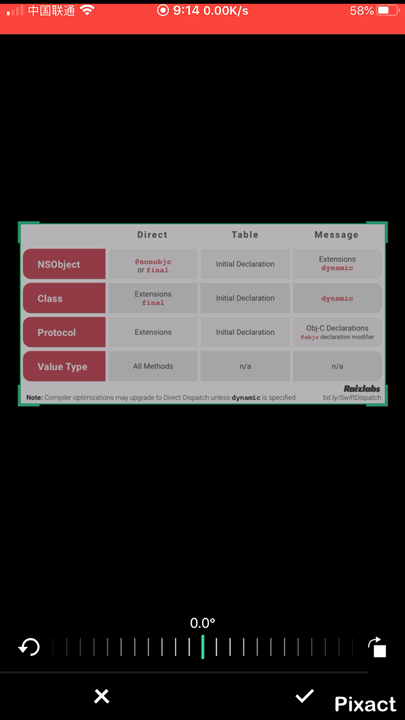 中国联通 9:14 0.00K/s 58%
Direct Table Message
NSObject @nonobjc or final Initial Declaration Extensions dynamic
Class Extensions final Initial Declaration dynamic
Protocol Extensions Initial Declaration Obj-C Declarations @objc declaration modifier
Value Type All Methods n/a n/a
Raizlabs
Note: Compiler optimizations may upgrade to Direct Dispatch unless dynamic is specified bit.ly/SwiftDispatch
0.0°
Pixact